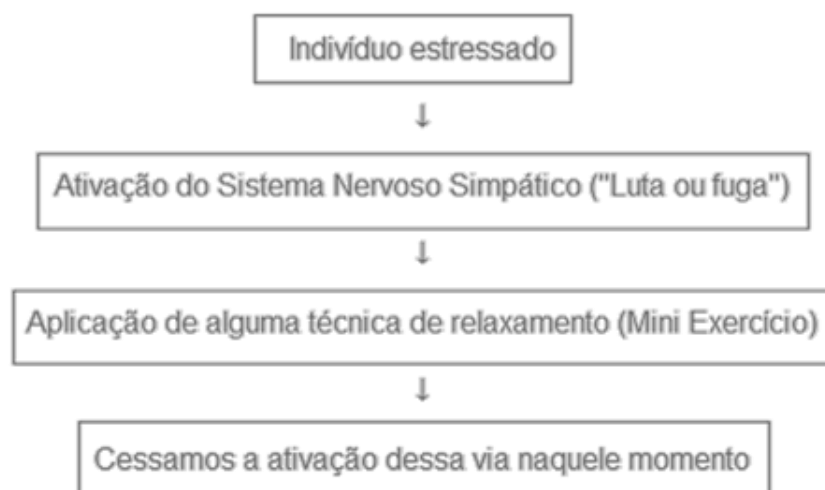 Indivíduo estressado
↓
Ativação do Sistema Nervoso Simpático ("Luta ou fuga")
↓
Aplicação de alguma técnica de relaxamento (Mini Exercício)
↓
Cessamos a ativação dessa via naquele momento